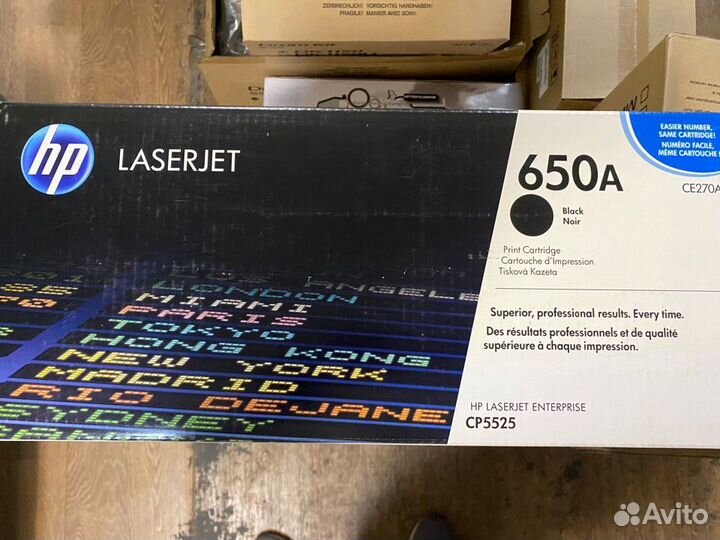 ZERBRECHLICH! VORSICHTIG HANDHABEN!
FRAGILE! MANIER AVEC SOIN!
Drum Kit
hp
LASERJET
650A
CE270A
EASIER NUMBER,
SAME CARTRIDGE!
NUMÉRO FACILE,
MÊME CARTOUCHE!
Black
Noir
Print Cartridge
Cartouche d'Impression
Tisková Kazeta
Superior, professional results. Every time.
Des résultats professionnels et de qualité
supérieure à chaque impression.
HP LASERJET ENTERPRISE
CP5525
LONDON
ANGELE
MIAMI
PARIS
TOKYO
HONG KONG
NEW YORK
MADRID
RIO DEJANE
SYDNEY
Avito